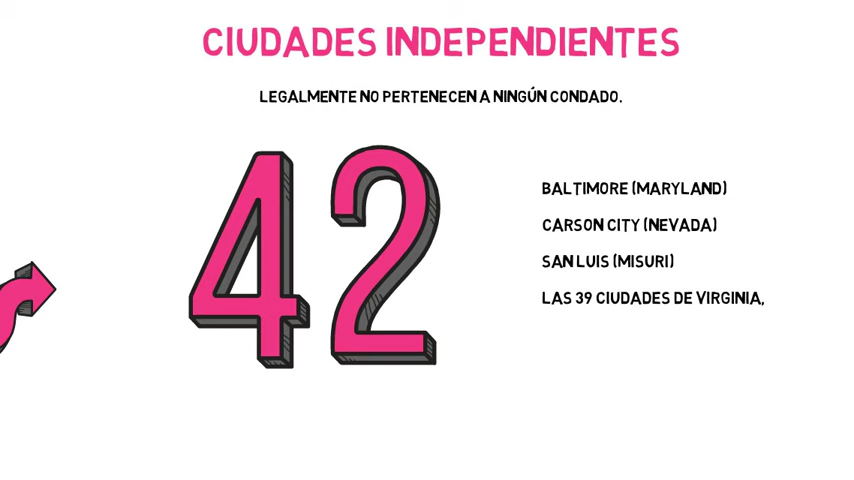 CIUDADES INDEPENDIENTES
LEGALMENTE NO PERTENECEN A NINGÚN CONDADO.
42
BALTIMORE (MARYLAND)
CARSON CITY (NEVADA)
SAN LUIS (MISURI)
LAS 39 CIUDADES DE VIRGINIA,